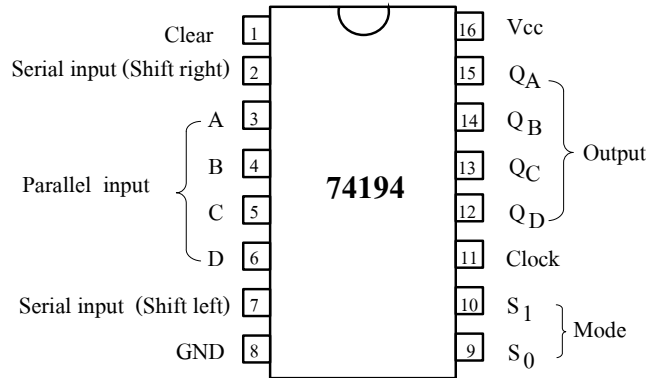 Clear 1 16 Vcc
Serial input (Shift right) 2 15 QA
A 3 14 QB
B 4 13 QC
C 5 12 QD
D 6 11 Clock
Serial input (Shift left) 7 10 S1
GND 8 9 S0
Parallel input
74194
Output
Mode